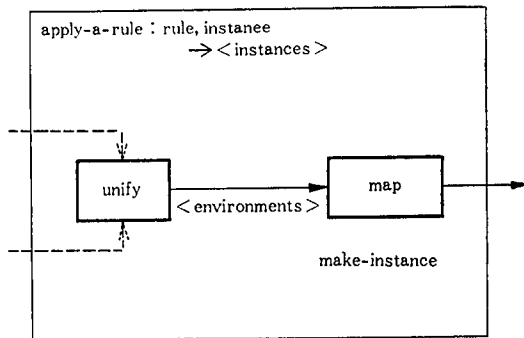 apply-a-rule : rule, instanee
→ <instances>
unify
map
<environments>
make-instance